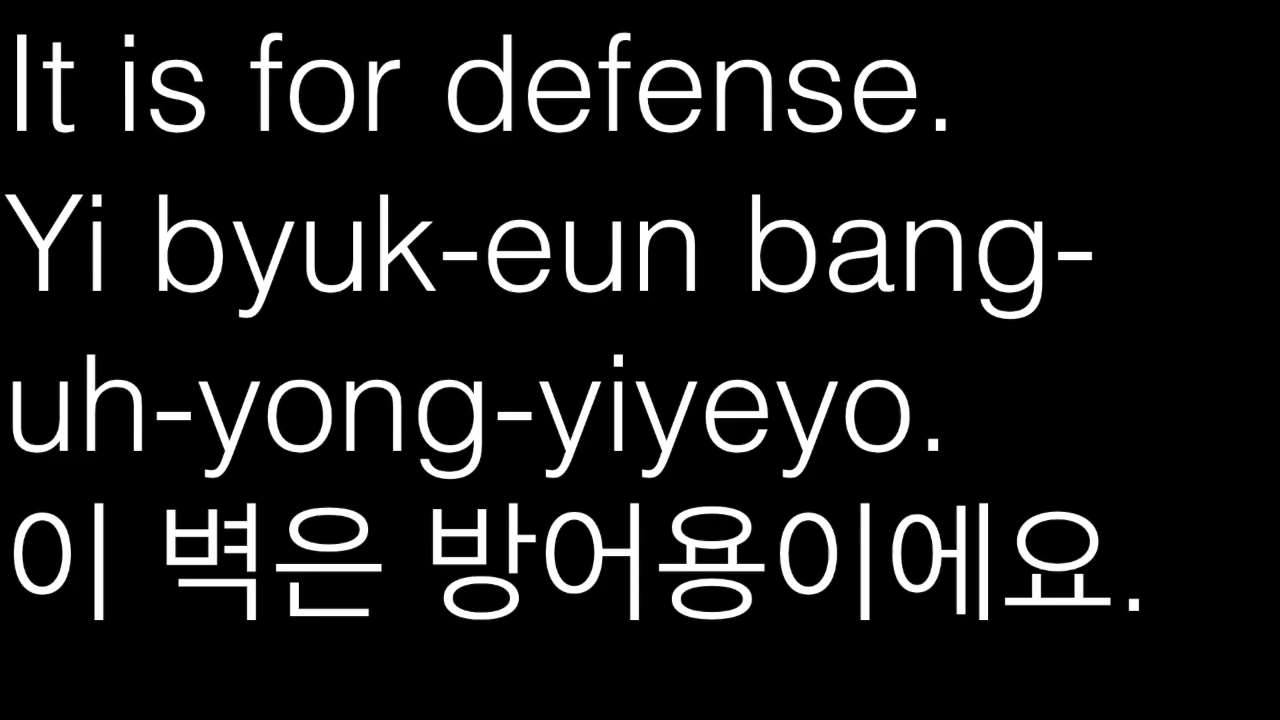 It is for defense.
Yi byuk-eun bang-
uh-yong-yiyeyo.
이 벽은 방어용이에요.